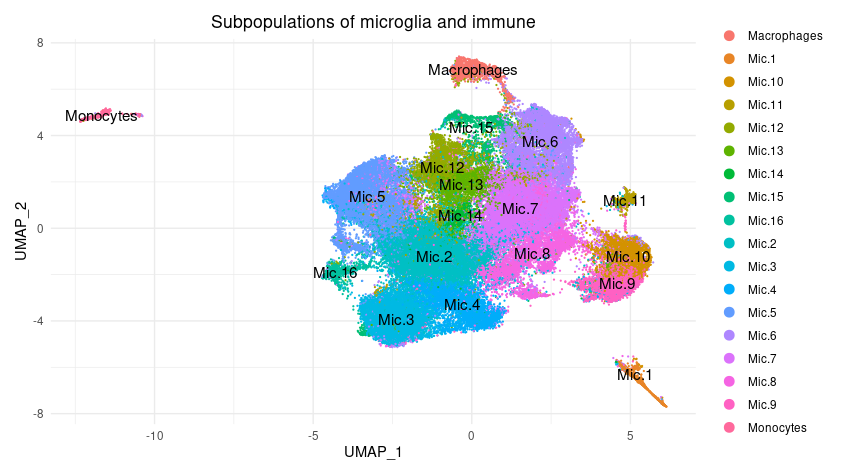 Subpopulations of microglia and immune
UMAP_2
8
4
0
-4
-8
Macrophages
Monocytes
Mic.15
Mic.6
Mic.12
Mic.13
Mic.5
Mic.11
Mic.14
Mic.7
Mic.2
Mic.8
Mic.10
Mic.16
Mic.9
Mic.4
Mic.3
Mic.1
-10
-5
0
5
UMAP_1
Macrophages
Mic.1
Mic.10
Mic.11
Mic.12
Mic.13
Mic.14
Mic.15
Mic.16
Mic.2
Mic.3
Mic.4
Mic.5
Mic.6
Mic.7
Mic.8
Mic.9
Monocytes